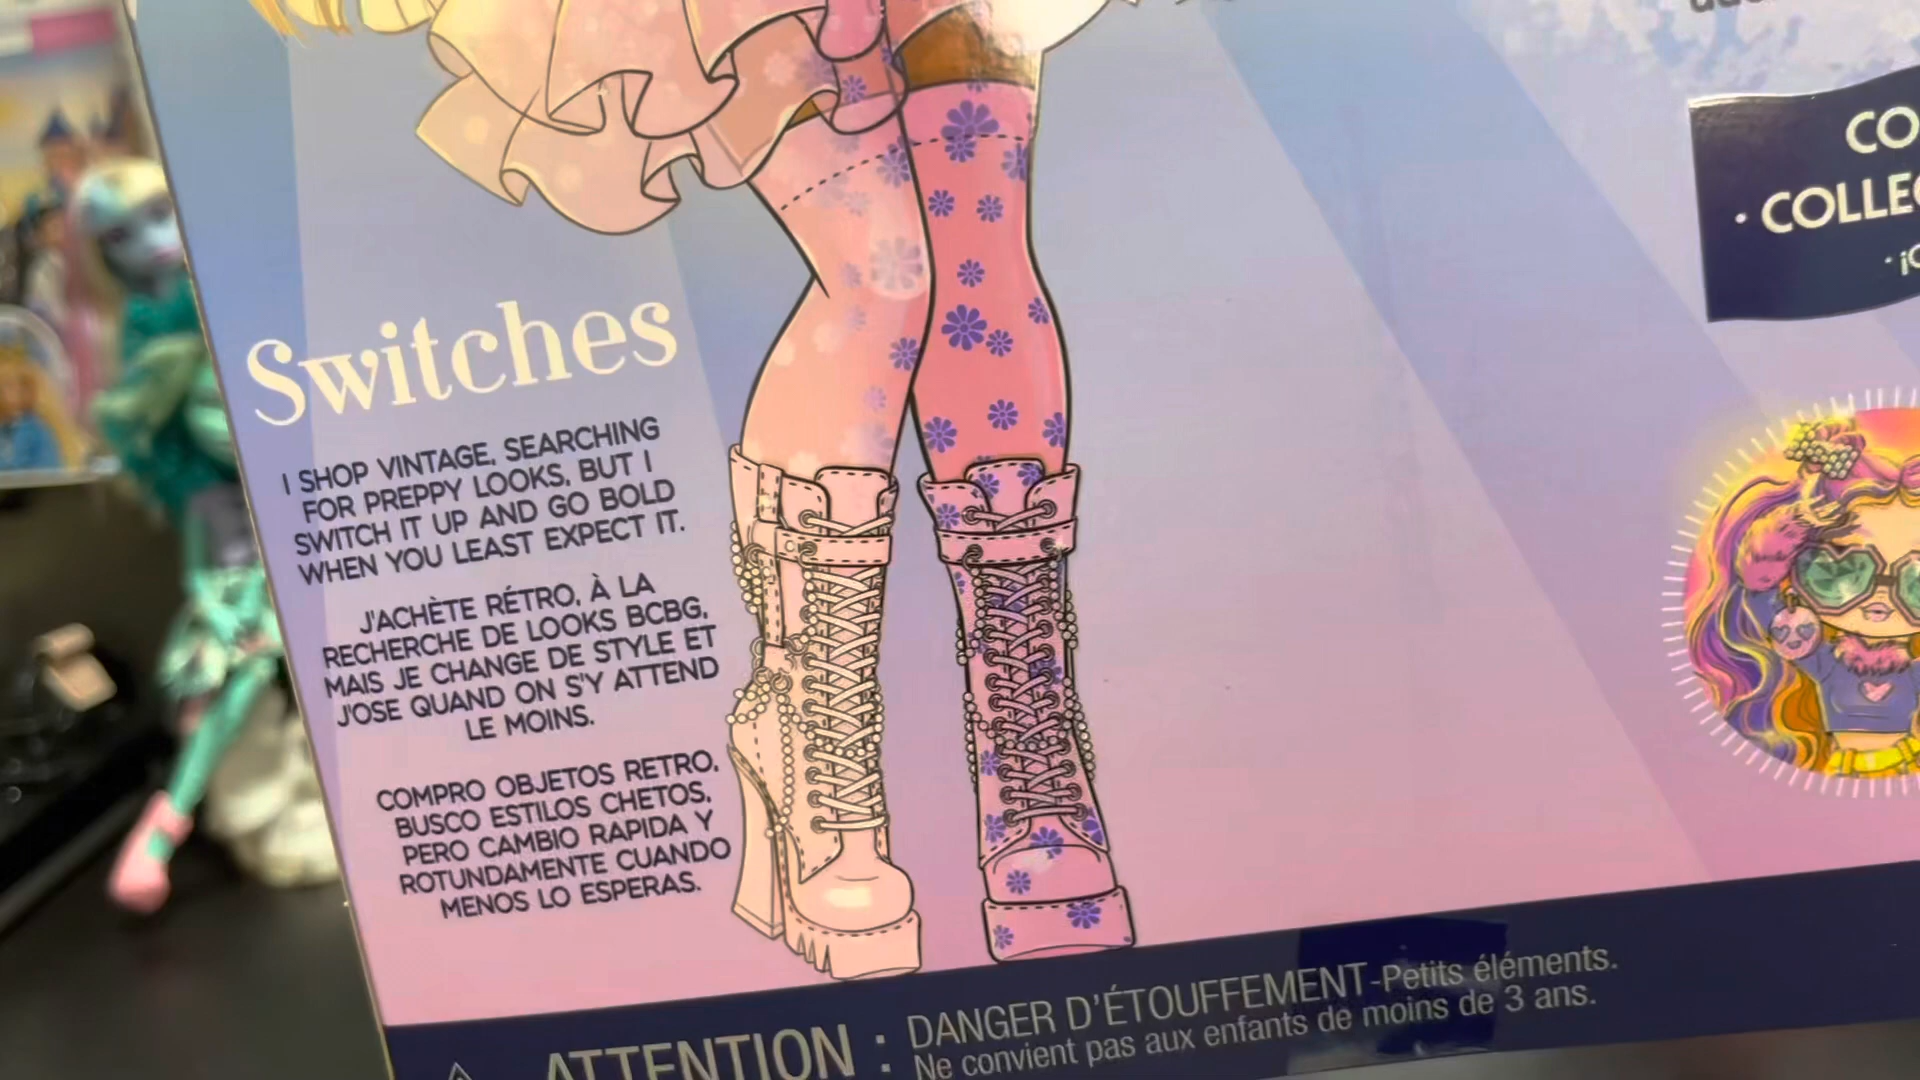 Switches
I SHOP VINTAGE, SEARCHING
FOR PREPPY LOOKS, BUT I
SWITCH IT UP AND GO BOLD
WHEN YOU LEAST EXPECT IT.
J'ACHÈTE RÉTRO, À LA
RECHERCHE DE LOOKS BCBG,
MAIS JE CHANGE DE STYLE ET
J'OSE QUAND ON S'Y ATTEND
LE MOINS.
COMPRO OBJETOS RETRO,
BUSCO ESTILOS CHETOS,
PERO CAMBIO RAPIDA Y
ROTUNDAMENTE CUANDO
MENOS LO ESPERAS.
ATTENTION :
DANGER D'ÉTOUFFEMENT-Petits éléments.
Ne convient pas aux enfants de moins de 3 ans.